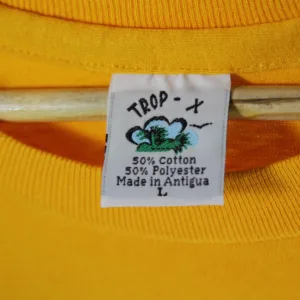 TROP - X
50% Cotton
50% Polyester
Made in Antigua
L